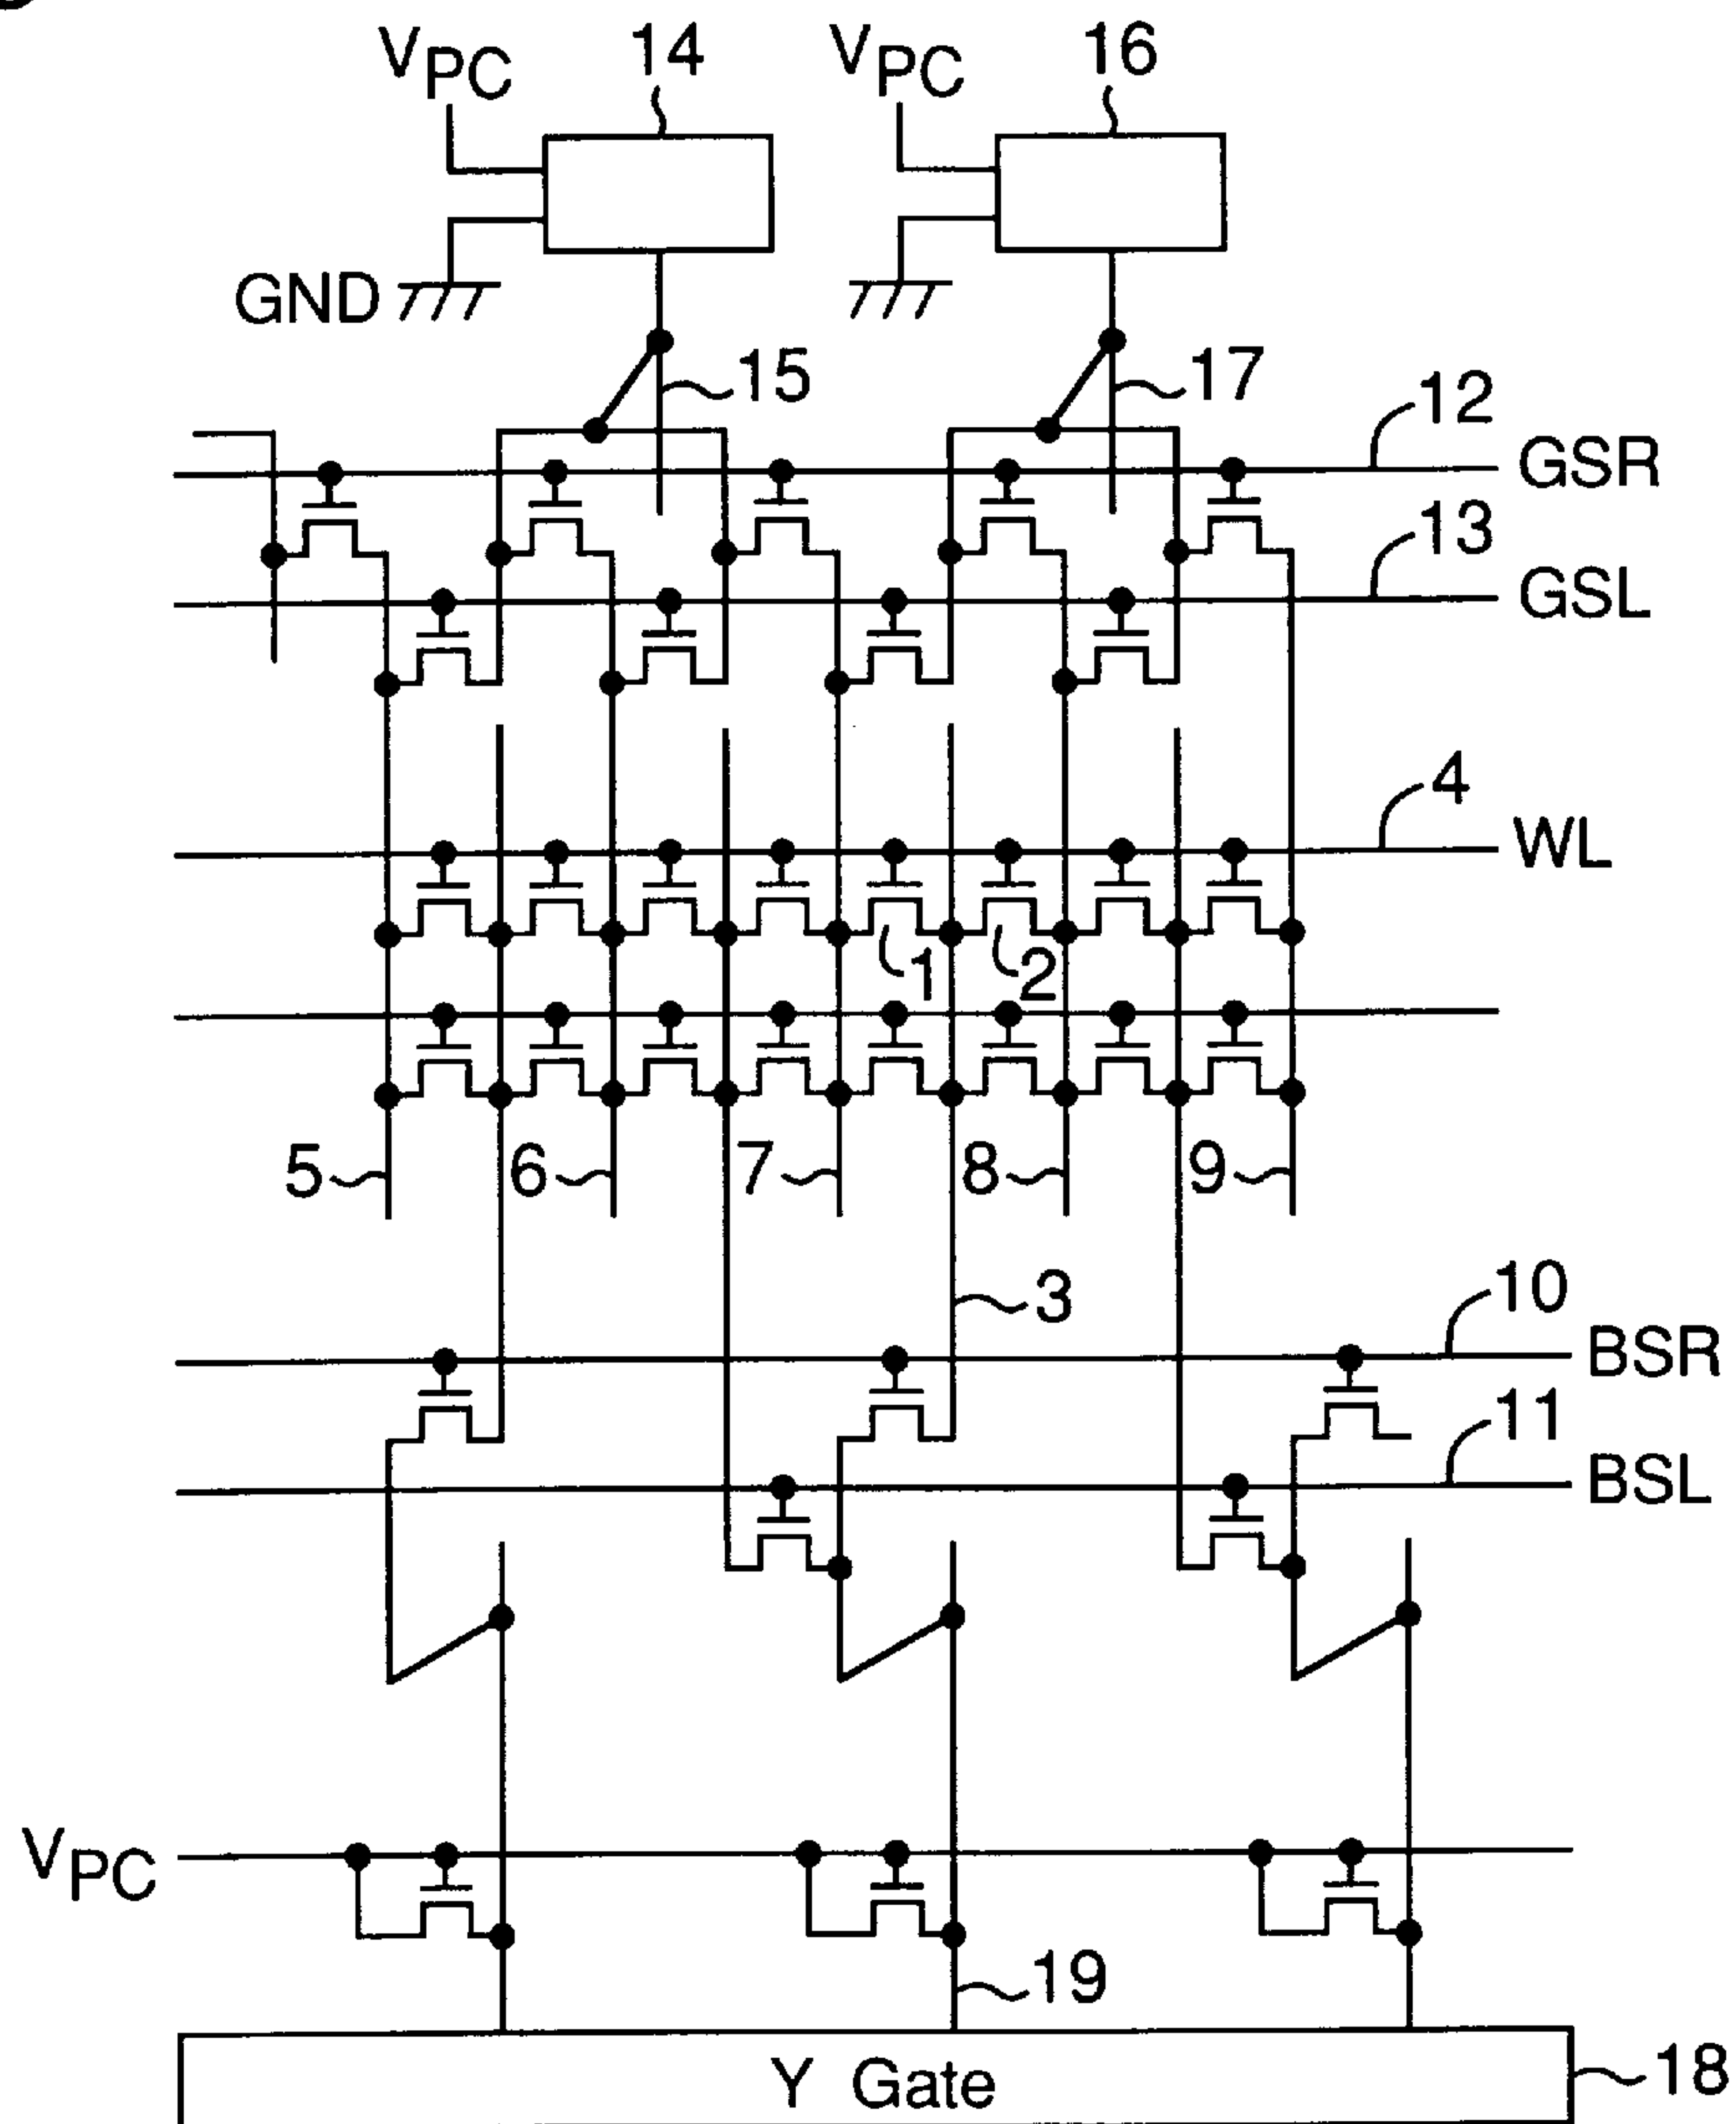 VPC 14 VPC 16
GND
15 17 12
GSR
13
GSL
4
WL
1 2
5 6 7 8 9
3 10
BSR
11
BSL
VPC
19
Y Gate 18